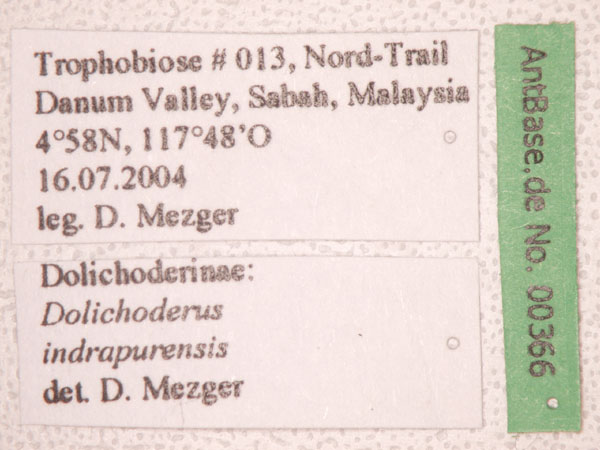 Trophobiose # 013, Nord-Trail
Danum Valley, Sabah, Malaysia
4°58N, 117°48'O
16.07.2004
leg. D. Mezger
Dolichoderinae:
Dolichoderus
indrapurensis
det. D. Mezger
AntBase.de No. 00366